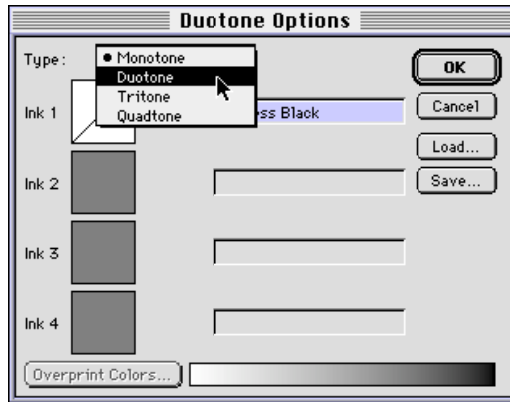 Duotone Options
Type:
Monotone
Duotone
Tritone
Quadtone
OK
Cancel
Load...
Save...
Ink 1
ess Black
Ink 2
Ink 3
Ink 4
Overprint Colors...